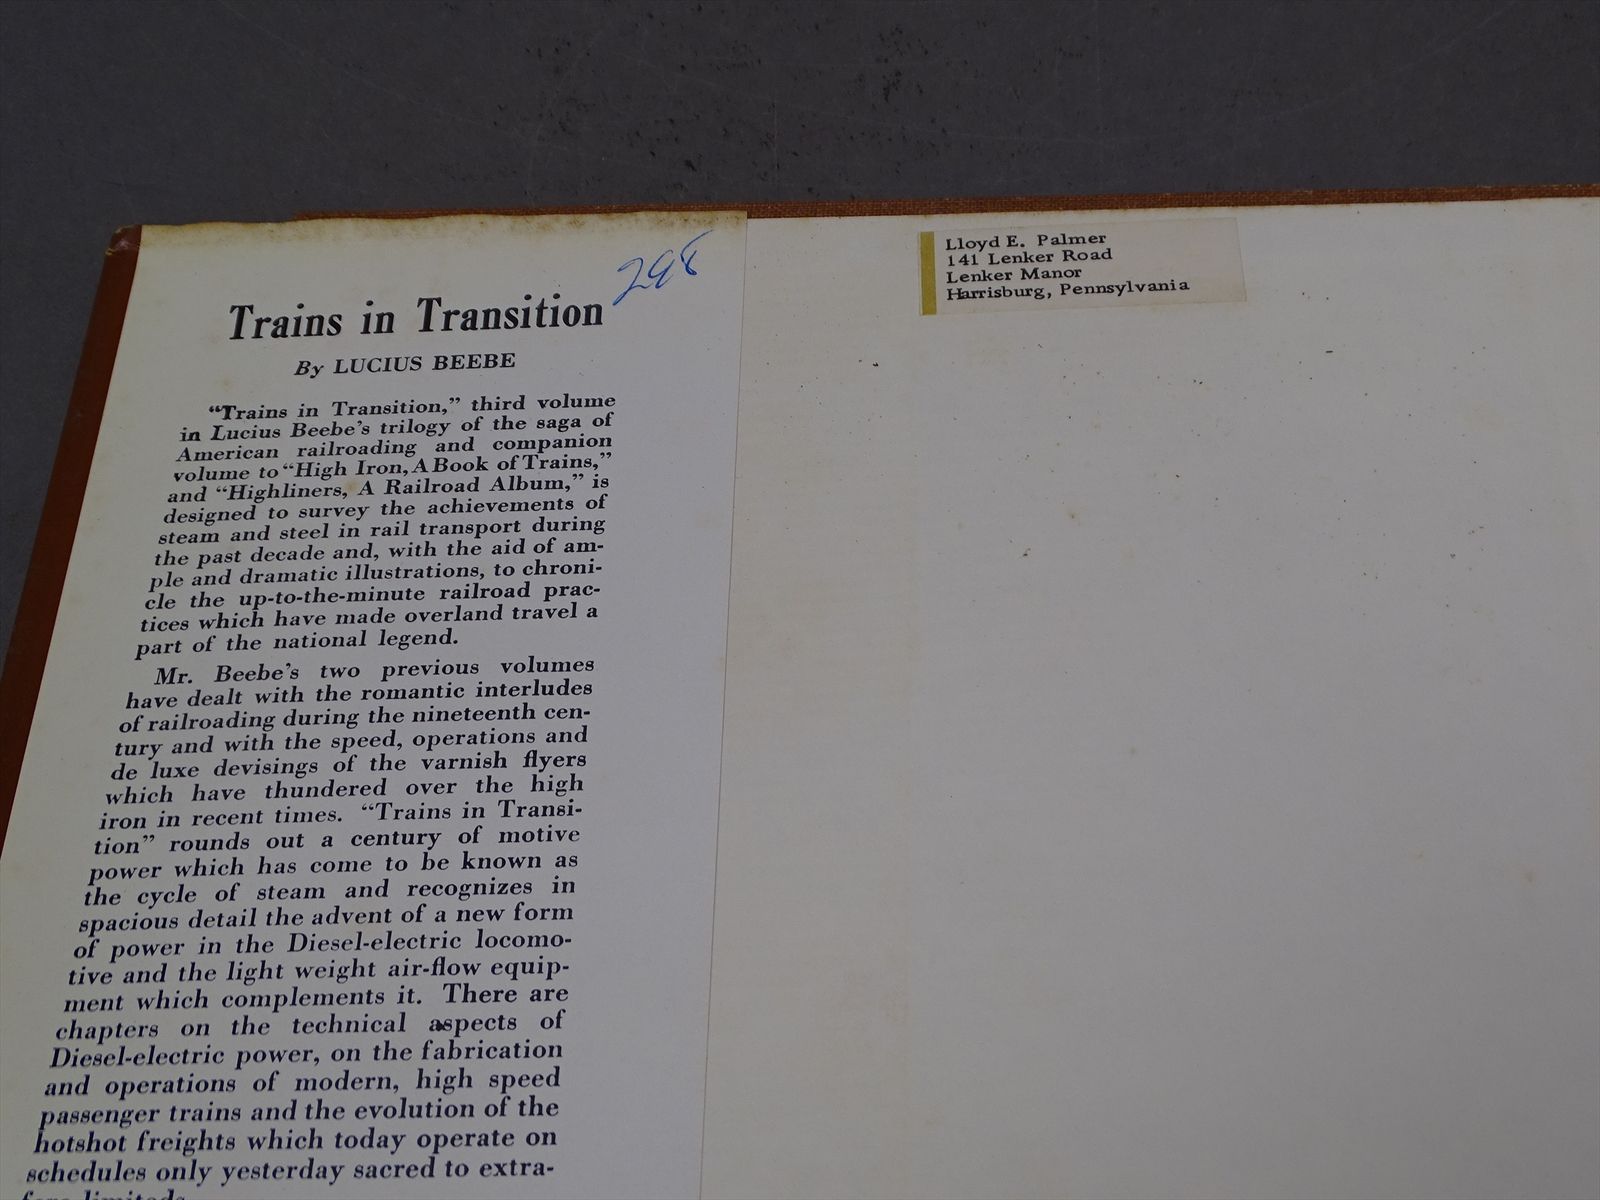 298
Trains in Transition
By LUCIUS BEEBE
"Trains in Transition," third volume
in Lucius Beebe's trilogy of the saga of
American railroading and companion
volume to "High Iron, A Book of Trains,"
and "Highliners, A Railroad Album," is
designed to survey the achievements of
steam and steel in rail transport during
the past decade and, with the aid of am-
ple and dramatic illustrations, to chroni-
cle the up-to-the-minute railroad prac-
tices which have made overland travel a
part of the national legend.
Mr. Beebe's two previous volumes
have dealt with the romantic interludes
of railroading during the nineteenth cen-
tury and with the speed, operations and
de luxe devisings of the varnish flyers
which have thundered over the high
iron in recent times. "Trains in Transi-
tion" rounds out a century of motive
power which has come to be known as
the cycle of steam and recognizes in
spacious detail the advent of a new form
of power in the Diesel-electric locomo-
tive and the light weight air-flow equip-
ment which complements it. There are
chapters on the technical aspects of
Diesel-electric power, on the fabrication
and operations of modern, high speed
passenger trains and the evolution of the
hotshot freights which today operate on
schedules only yesterday sacred to extra-
fare limiteds.
Lloyd E. Palmer
141 Lenker Road
Lenker Manor
Harrisburg, Pennsylvania